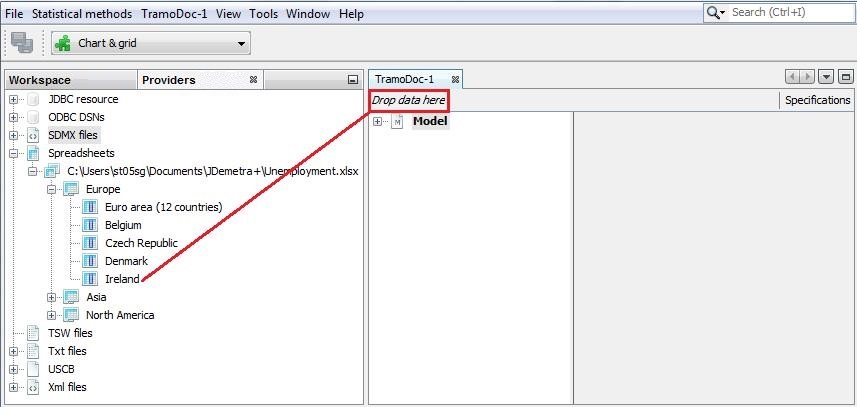 File Statistical methods TramoDoc-1 View Tools Window Help Search (Ctrl+I)
Chart & grid
Workspace Providers
TramoDoc-1
JDBC resource
ODBC DSNs
SDMX files
Spreadsheets
C:\Users\st05sg\Documents\JDemetra+\Unemployment.xlsx
Europe
Euro area (12 countries)
Belgium
Czech Republic
Denmark
Ireland
Asia
North America
TSW files
Txt files
USCB
Xml files
Drop data here Specifications
M Model